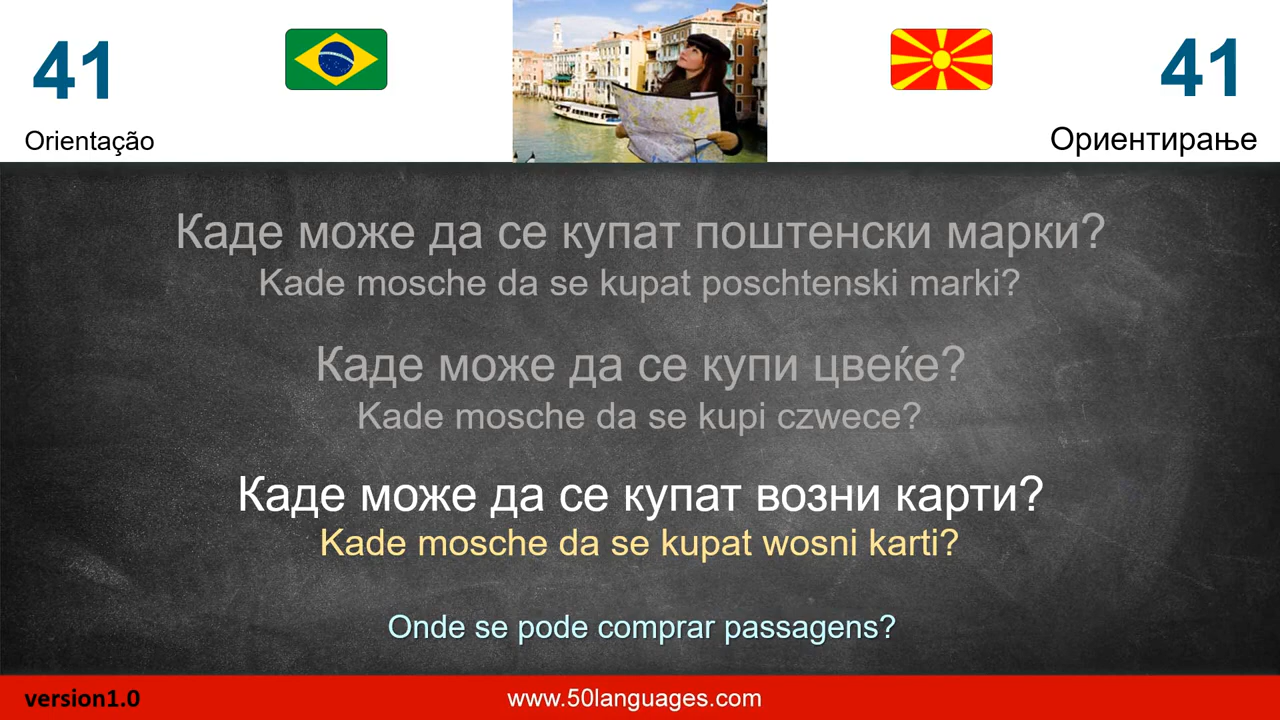 41
41
Orientação
Ориентирање
Каде може да се купат поштенски марки?
Kade mosche da se kupat poschtenski marki?
Каде може да се купи цвеќе?
Kade mosche da se kupi czwece?
Каде може да се купат возни карти?
Kade mosche da se kupat wosni karti?
Onde se pode comprar passagens?
version1.0
www.50languages.com